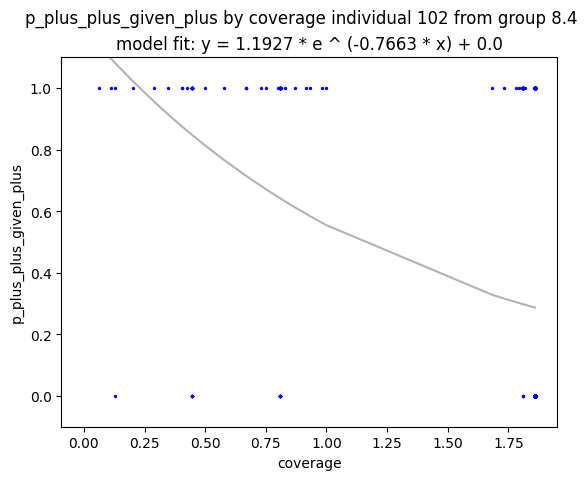 p_plus_plus_given_plus by coverage individual 102 from group 8.4
model fit: y = 1.1927 * e ^ (-0.7663 * x) + 0.0
1.0
0.8
0.6
0.4
0.2
0.0
p_plus_plus_given_plus
0.00 0.25 0.50 0.75 1.00 1.25 1.50 1.75
coverage